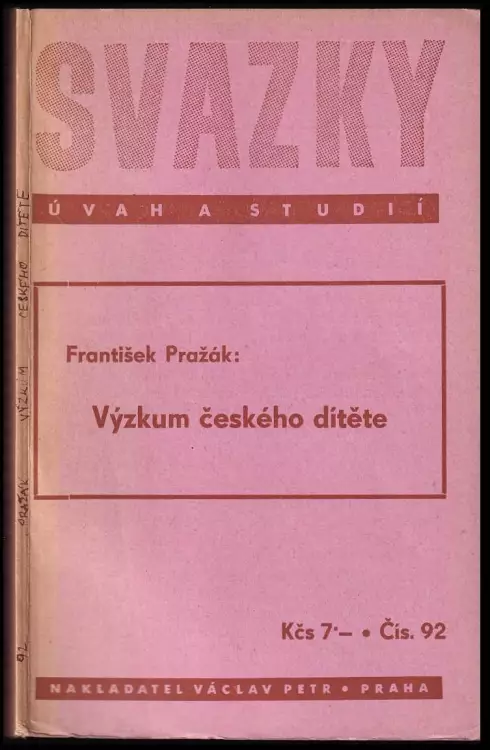 SVAZKY
ÚVAH A STUDIÍ
František Pražák:
Výzkum českého dítěte
Kčs 7·– • Čís. 92
NAKLADATEL VÁCLAV PETR • PRAHA
92 PRAŽÁK VÝZKUM ČESKÉHO DÍTĚTE